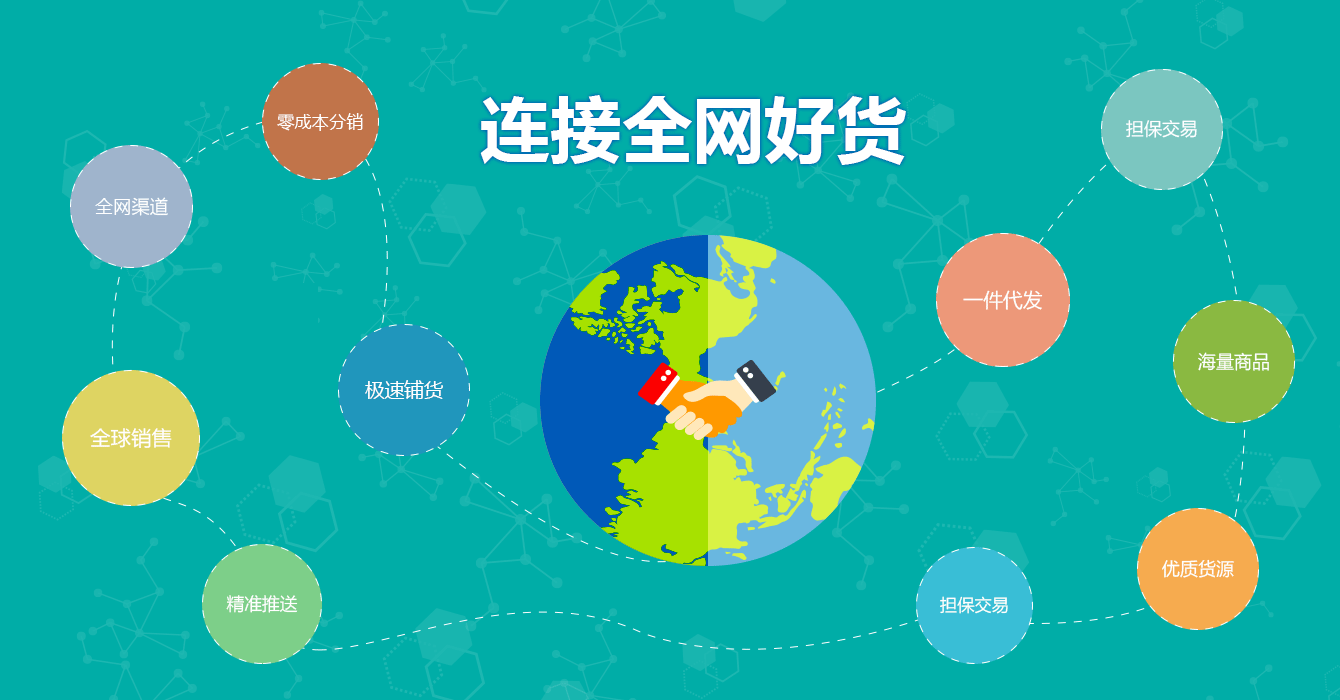 连接全网好货
零成本分销
全网渠道
极速铺货
全球销售
精准推送
担保交易
一件代发
海量商品
优质货源
担保交易